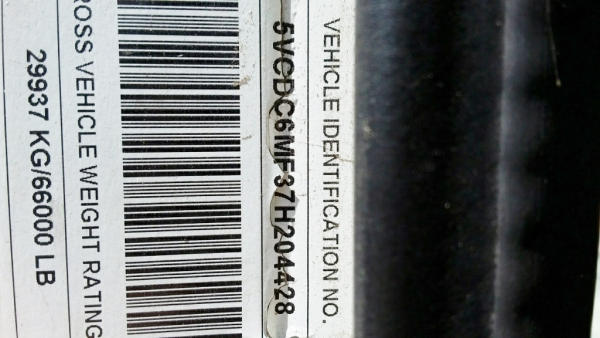 VEHICLE IDENTIFICATION NO.
5VCDC6MF37H204428
ROSS VEHICLE WEIGHT RATING
29937 KG/66000 LB